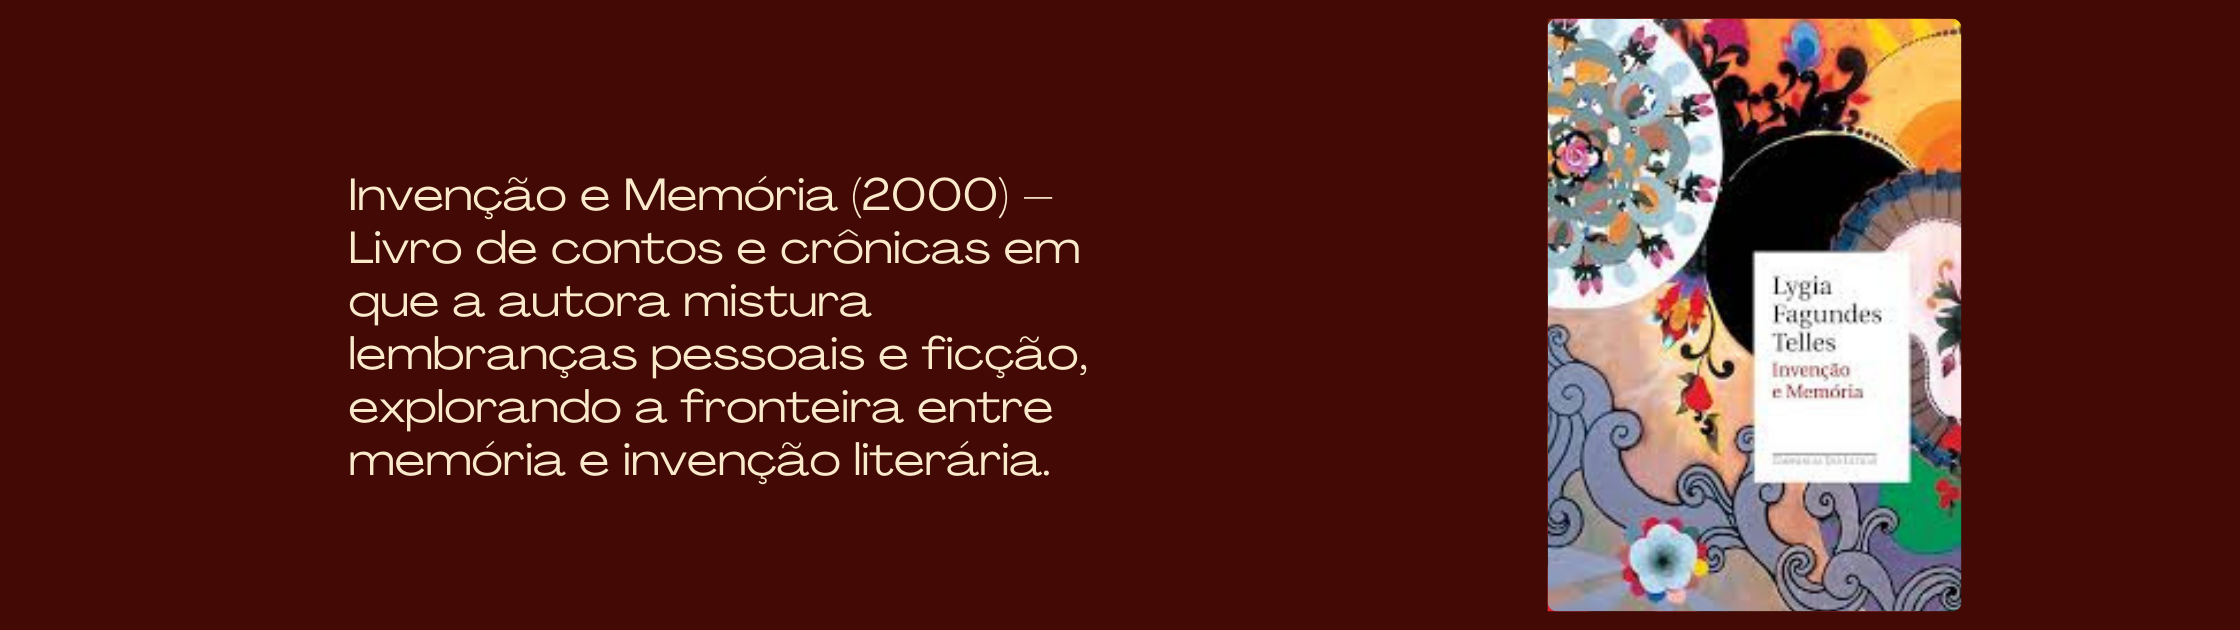 Invenção e Memória (2000) –
Livro de contos e crônicas em
que a autora mistura
lembranças pessoais e ficção,
explorando a fronteira entre
memória e invenção literária.
Lygia
Fagundes
Telles
Invenção
e Memória